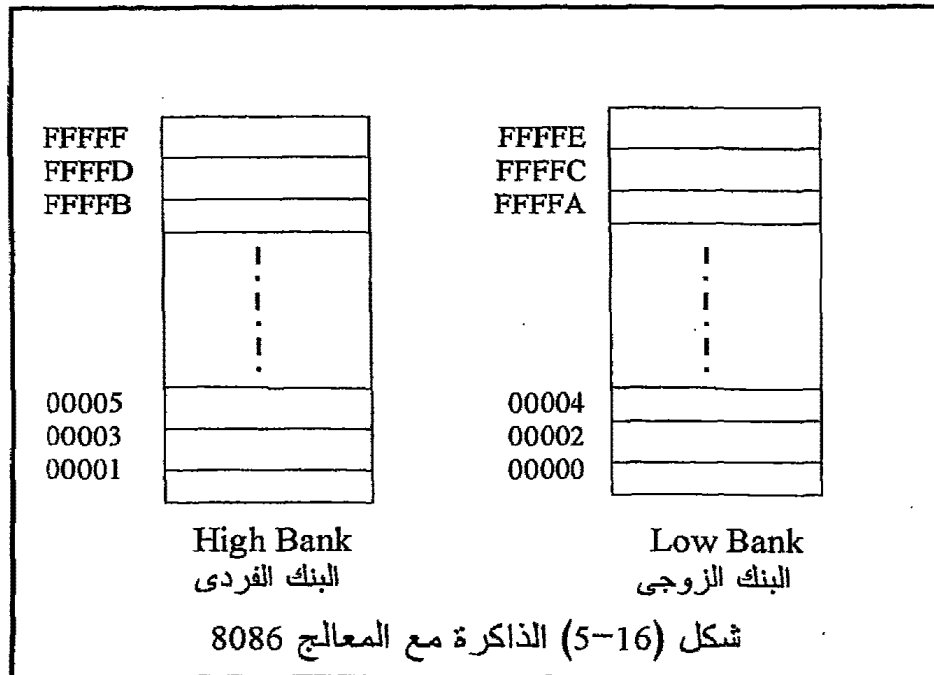 FFFFF FFFFE
FFFFD FFFFC
FFFFB FFFFA
00005 00004
00003 00002
00001 00000
High Bank Low Bank
البنك الفردى البنك الزوجى
شكل (16-5) الذاكرة مع المعالج 8086